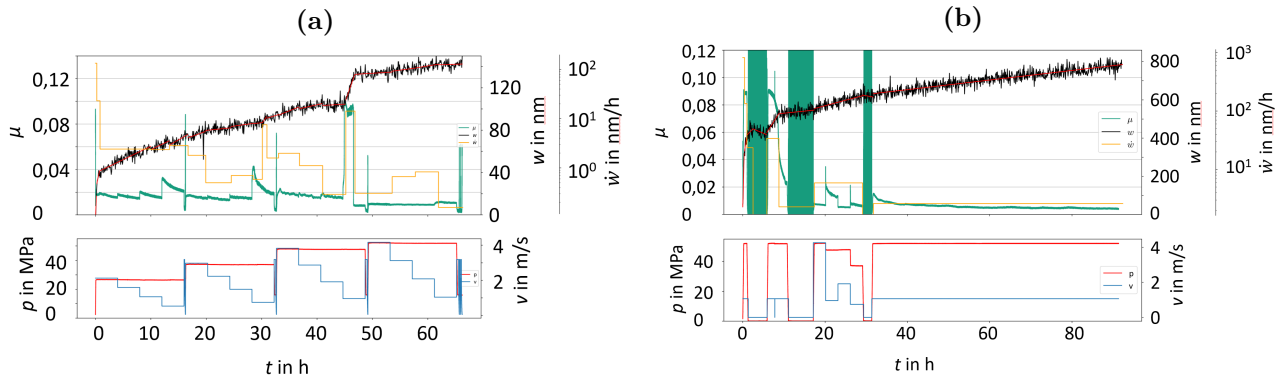 (a)
0,12
0,08
0,04
0
μ
120
80
40
0
w in nm
10²
10¹
10⁰
ẇ in nm/h
μ
w
40
20
0
p in MPa
4
2
v in m/s
p
v
0 10 20 30 40 50 60
t in h
(b)
0,12
0,10
0.08
0.06
0.04
0,02
0
μ
800
600
400
200
0
w in nm
10³
10²
10¹
ẇ in nm/h
μ
w
ẇ
40
20
0
p in MPa
4
2
0
v in m/s
p
v
0 20 40 60 80
t in h